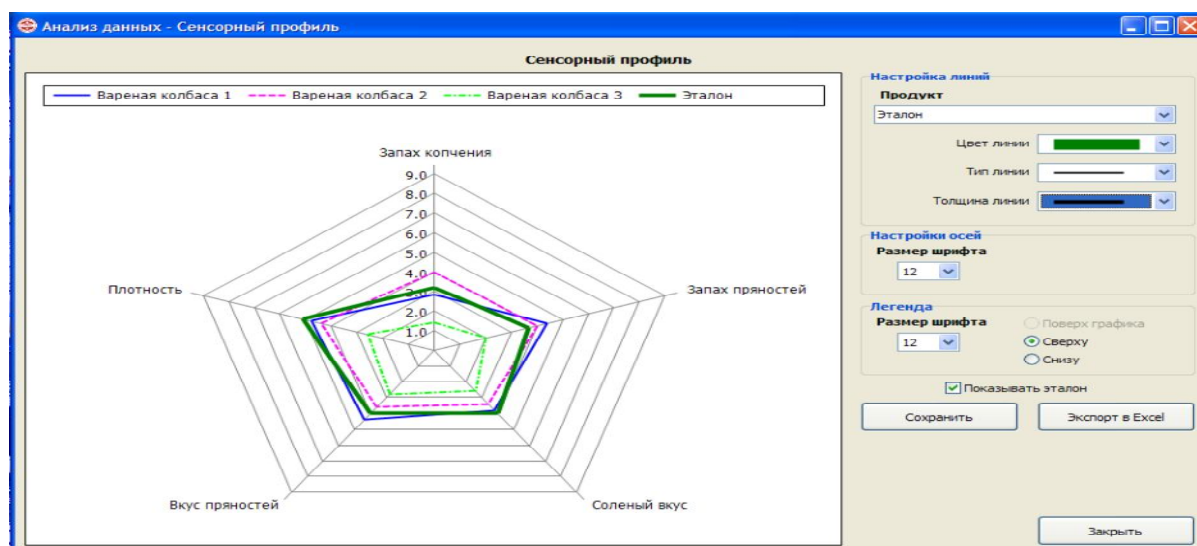 Анализ данных - Сенсорный профиль
Сенсорный профиль
Вареная колбаса 1 Вареная колбаса 2 Вареная колбаса 3 Эталон
Запах копчения
9.0
8.0
7.0
6.0
5.0
4.0
3.0
2.0
1.0
Плотность
Запах пряностей
Вкус пряностей
Соленый вкус
Настройка линий
Продукт
Эталон
Цвет линии
Тип линии
Толщина линии
Настройки осей
Размер шрифта
12
Легенда
Размер шрифта
12
Поверх графика
Сверху
Снизу
Показывать эталон
Сохранить
Экспорт в Excel
Закрыть